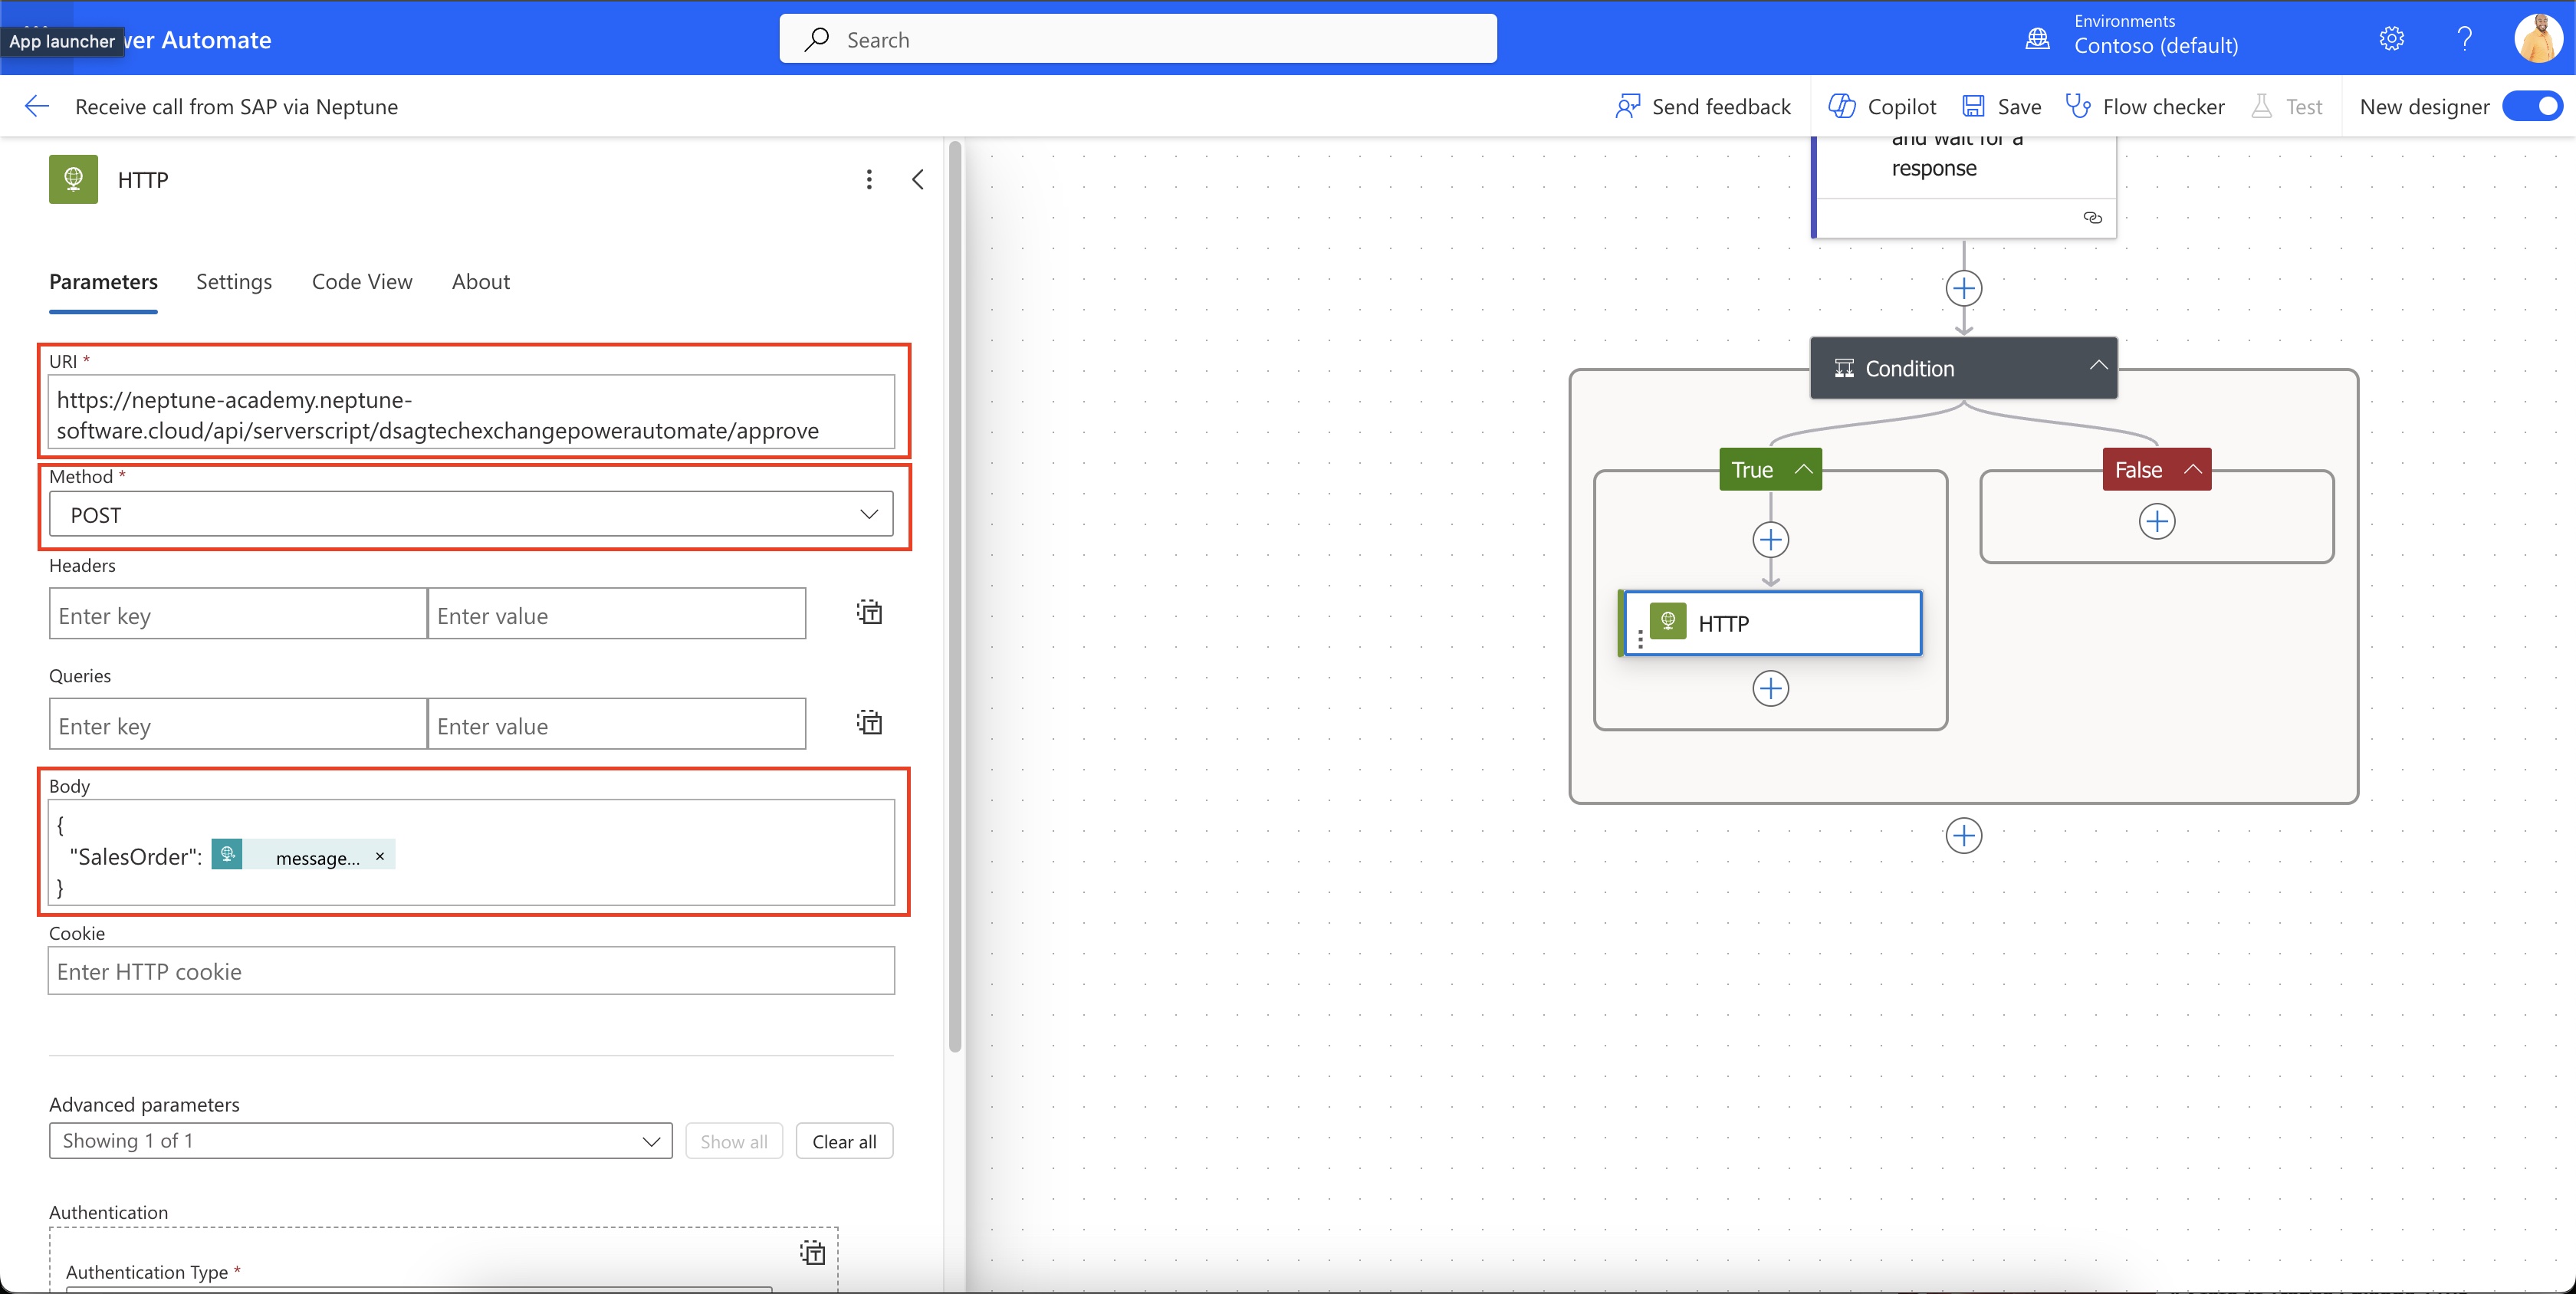 App launcher
ver Automate
Search
Environments
Contoso (default)
Receive call from SAP via Neptune
Send feedback
Copilot
Save
Flow checker
Test
New designer
HTTP
Parameters
Settings
Code View
About
URI *
https://neptune-academy.neptune-
software.cloud/api/serverscript/dsagtechexchangepowerautomate/approve
Method *
POST
Headers
Enter key
Enter value
Queries
Enter key
Enter value
Body
{
"SalesOrder": message... ×
}
Cookie
Enter HTTP cookie
Advanced parameters
Showing 1 of 1
Show all
Clear all
Authentication
Authentication Type *
and wait for a
response
Condition
True
False
HTTP